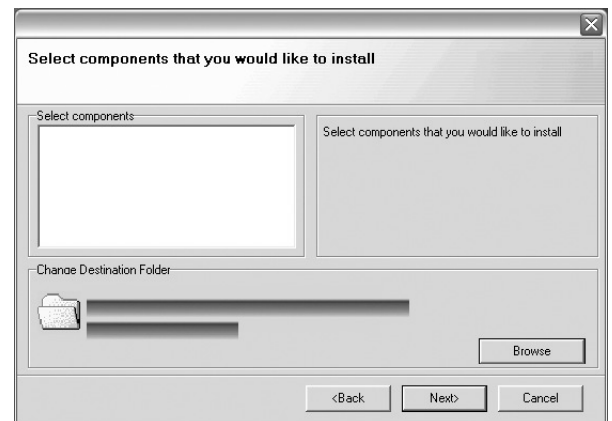 Select components that you would like to install
Select components
Select components that you would like to install
Change Destination Folder
Browse
<Back
Next>
Cancel